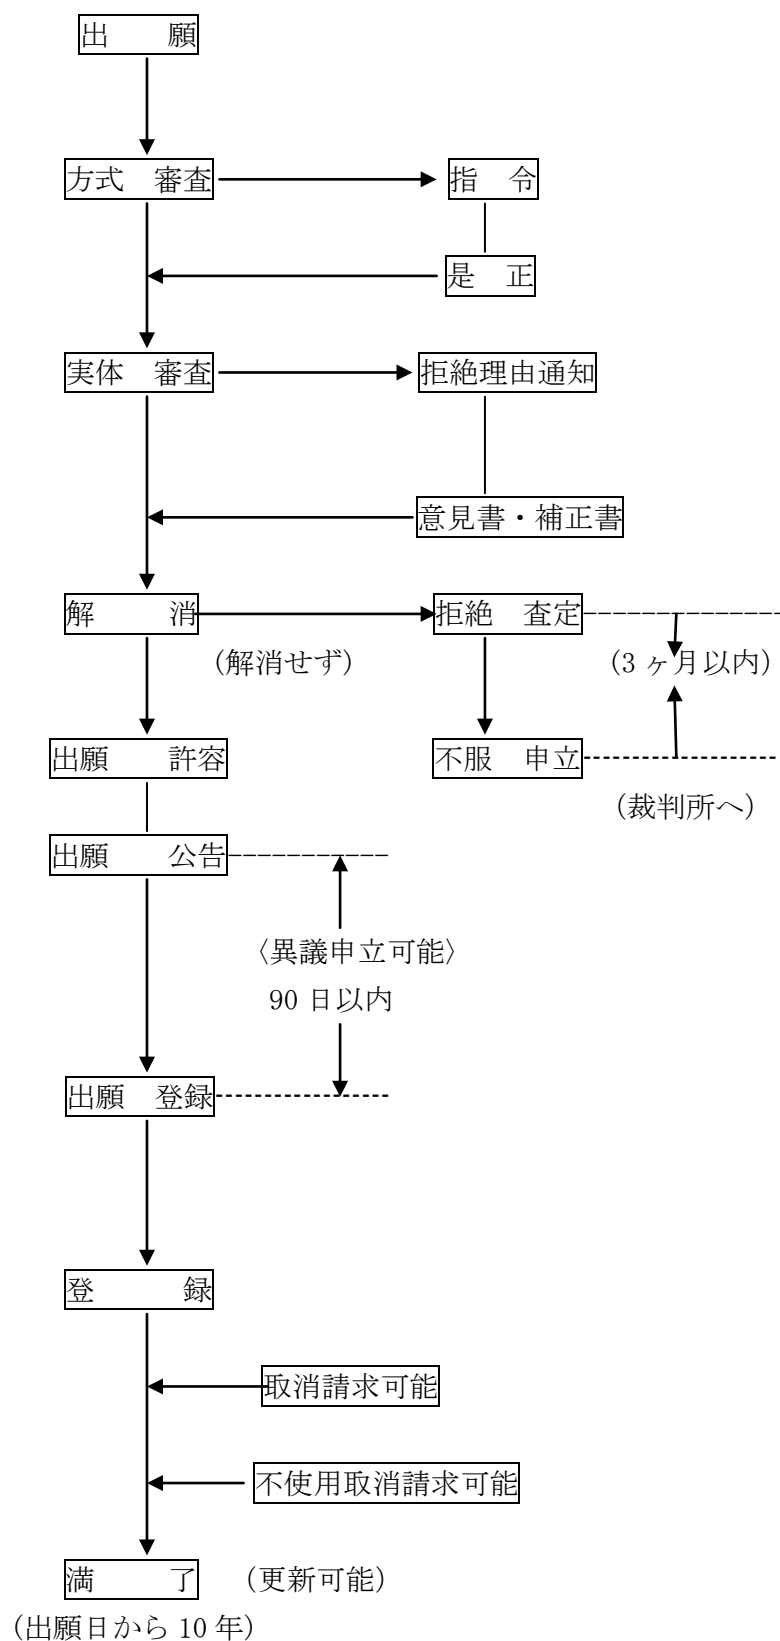 出　　願
方式　審査
指　令
是　正
実体　審査
拒絶理由通知
意見書・補正書
解　　消
拒絶　査定
(解消せず)
(3ヶ月以内)
出願　　許容
不服　申立
(裁判所へ)
出願　　公告
〈異議申立可能〉
90日以内
出願　登録
登　　　録
取消請求可能
不使用取消請求可能
満　　　了
(更新可能)
(出願日から10年)